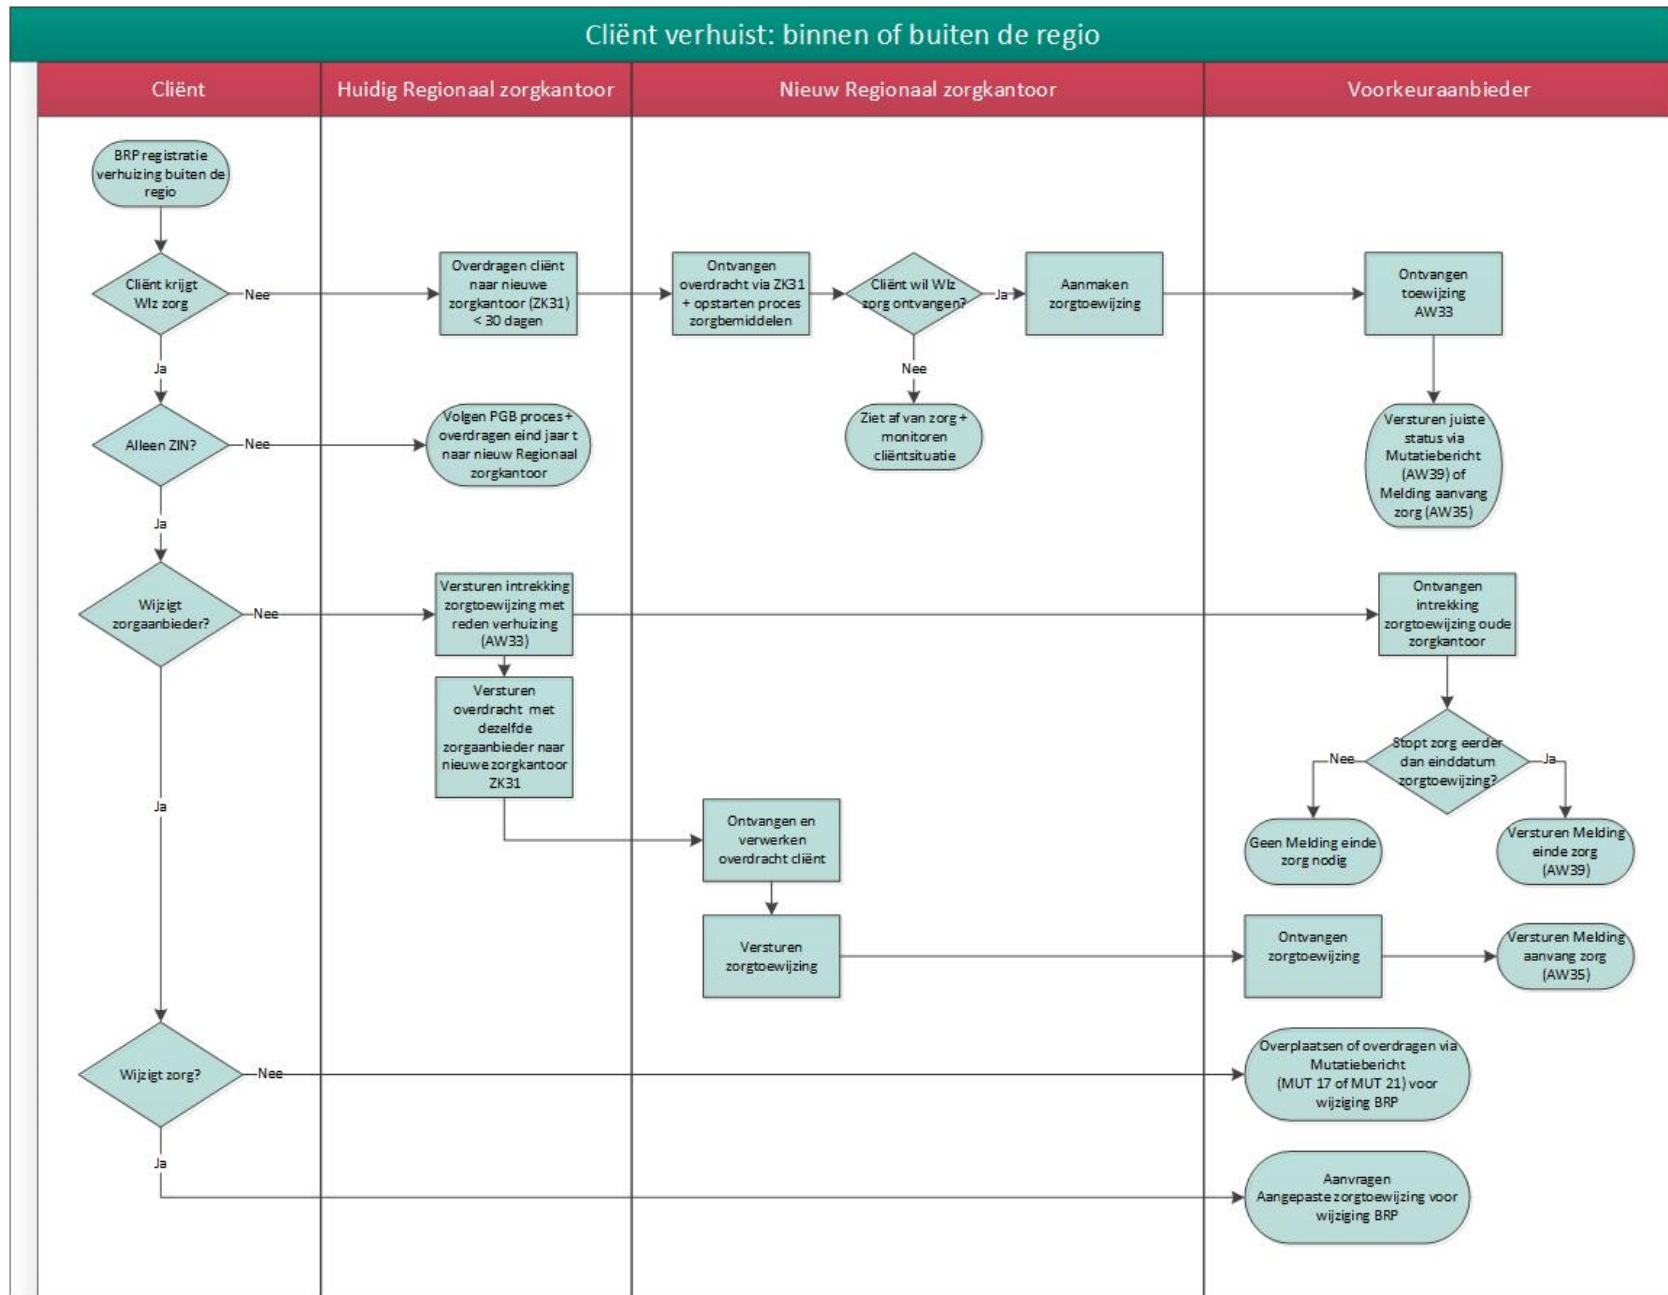 Cliënt verhuist: binnen of buiten de regio
Cliënt
Huidig Regionaal zorgkantoor
Nieuw Regionaal zorgkantoor
Voorkeuraanbieder
BRP registratie
verhuizing buiten de
regio
Cliënt krijgt
Wlz zorg
Nee
Overdragen cliënt
naar nieuwe
zorgkantoor (ZK31)
< 30 dagen
Ontvangen
overdracht via ZK31
+ opstarten proces
zorgbemiddelen
Cliënt wil Wlz
zorg ontvangen?
Ja
Aanmaken
zorgtoewijzing
Ontvangen
toewijzing
AW33
Ja
Nee
Alleen ZIN?
Nee
Volgen PGB proces +
overdragen eind jaar t
naar nieuw Regionaal
zorgkantoor
Ziet af van zorg +
monitoren
cliëntsituatie
Versturen juiste
status via
Mutatiebericht
(AW39) of
Melding aanvang
zorg (AW35)
Ja
Wijzigt
zorgaanbieder?
Nee
Versturen intrekking
zorgtoewijzing met
reden verhuizing
(AW33)
Ontvangen
intrekking
zorgtoewijzing oude
zorgkantoor
Versturen
overdracht met
dezelfde
zorgaanbieder naar
nieuwe zorgkantoor
ZK31
Stopt zorg eerder
dan einddatum
zorgtoewijzing?
Nee
Ja
Ja
Ontvangen en
verwerken
overdracht cliënt
Geen Melding einde
zorg nodig
Versturen Melding
einde zorg
(AW39)
Versturen
zorgtoewijzing
Ontvangen
zorgtoewijzing
Versturen Melding
aanvang zorg
(AW35)
Wijzigt zorg?
Nee
Overplaatsen of overdragen via
Mutatiebericht
(MUT 17 of MUT 21) voor
wijziging BRP
Ja
Aanvragen
Aangepaste zorgtoewijzing voor
wijziging BRP